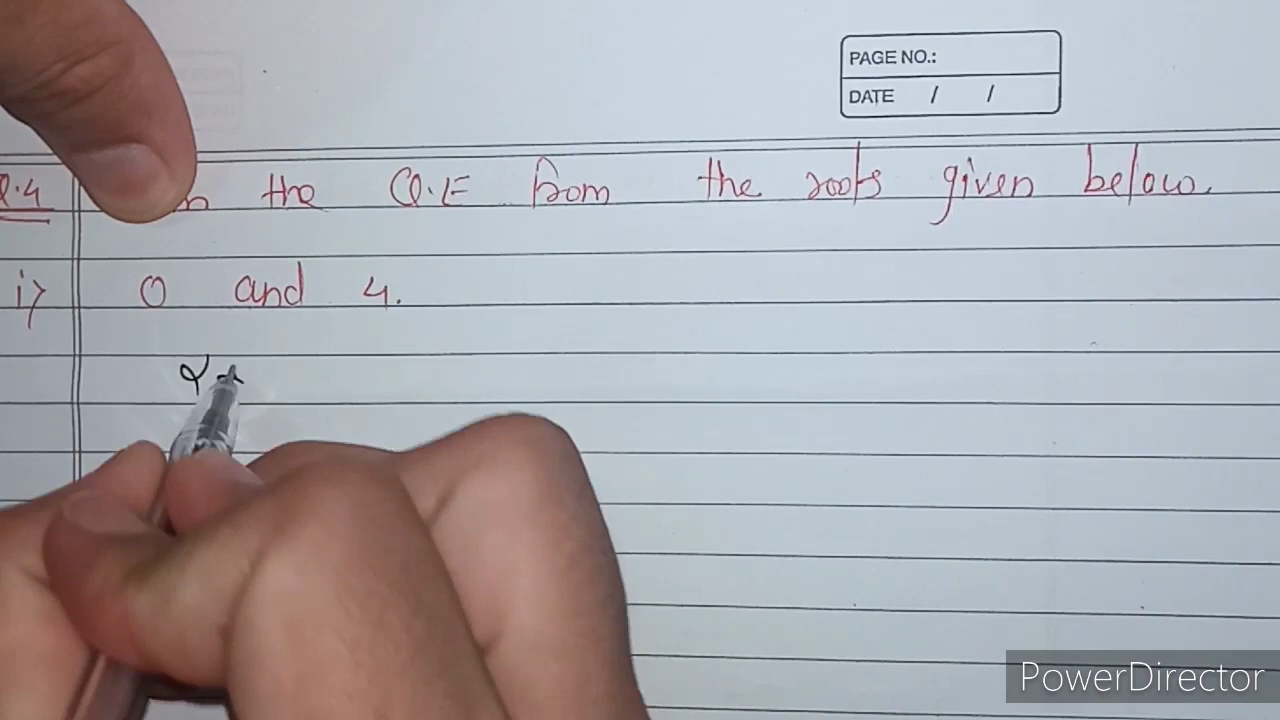 PAGE NO.:
DATE / /
Q.4 the Q.E from the roots given below.
i) 0 and 4.
α =
PowerDirector